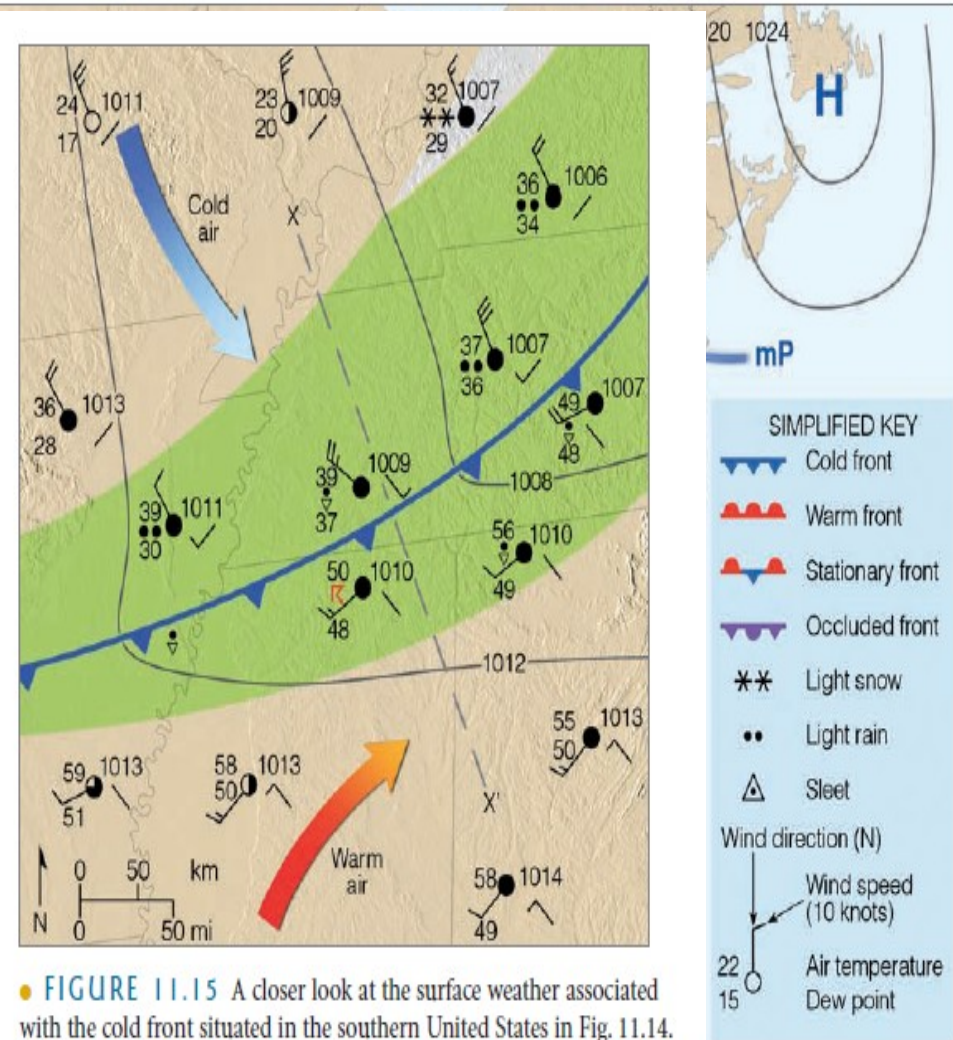 20 1024
H
24 1011
17
23 1009
20
32 1007
29
Cold
air
X
36 1006
34
mP
37 1007
36
36 1013
28
49 1007
48
39 1009
37
1008
39 1011
30
56 1010
49
50 1010
48
1012
55 1013
50
59 1013
51
58 1013
50
X'
Warm
air
58 1014
49
0 50 km
N
0 50 mi
SIMPLIFIED KEY
Cold front
Warm front
Stationary front
Occluded front
Light snow
Light rain
Sleet
Wind direction (N)
Wind speed
(10 knots)
22 Air temperature
15 Dew point
• FIGURE 11.15 A closer look at the surface weather associated
with the cold front situated in the southern United States in Fig. 11.14.